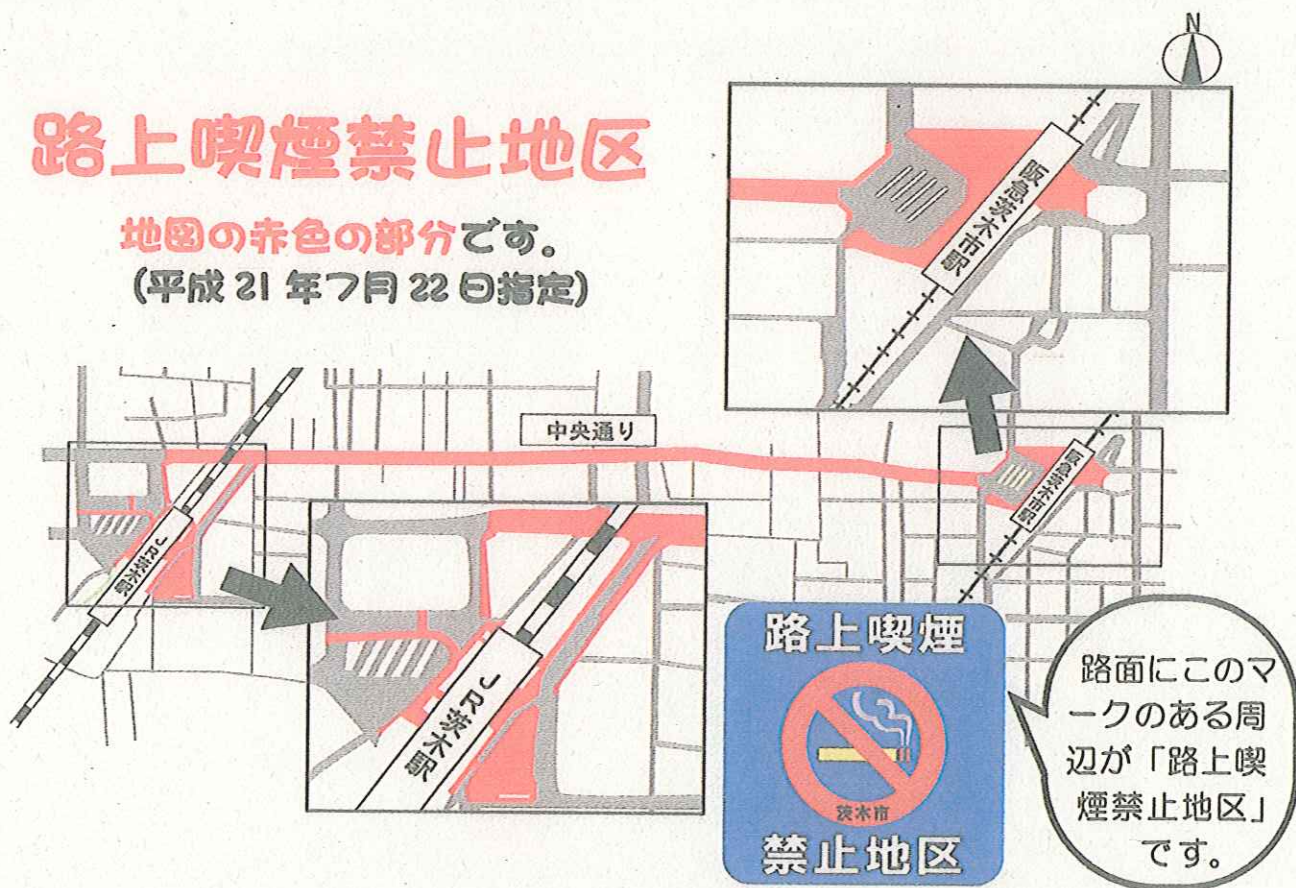 路上喫煙禁止地区
地図の赤色の部分です。
(平成21年7月22日指定)
N
阪急茨木市駅
中央通り
阪急茨木市駅
JR茨木駅
JR茨木駅
路上喫煙
茨木市
禁止地区
路面にこのマ
ークのある周
辺が「路上喫
煙禁止地区」
です。